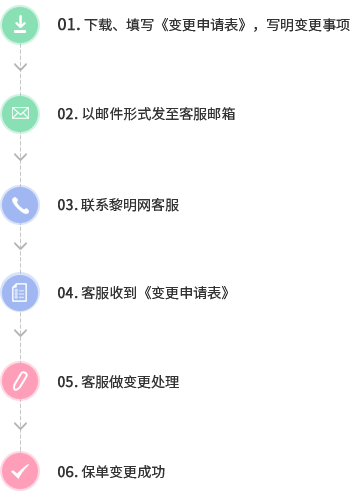 01. 下载、填写《变更申请表》，写明变更事项
02. 以邮件形式发至客服邮箱
03. 联系黎明网客服
04. 客服收到《变更申请表》
05. 客服做变更处理
06. 保单变更成功